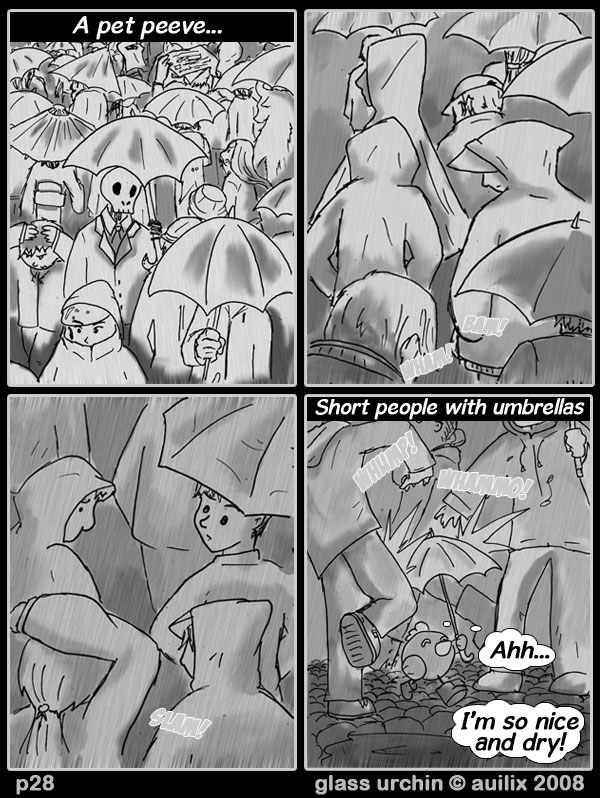 A pet peeve...
BAM!
WHAM!
SLAM!
Short people with umbrellas
WHUMP!
WHAMMO!
Ahh...
I'm so nice
and dry!
p28
glass urchin © auilix 2008